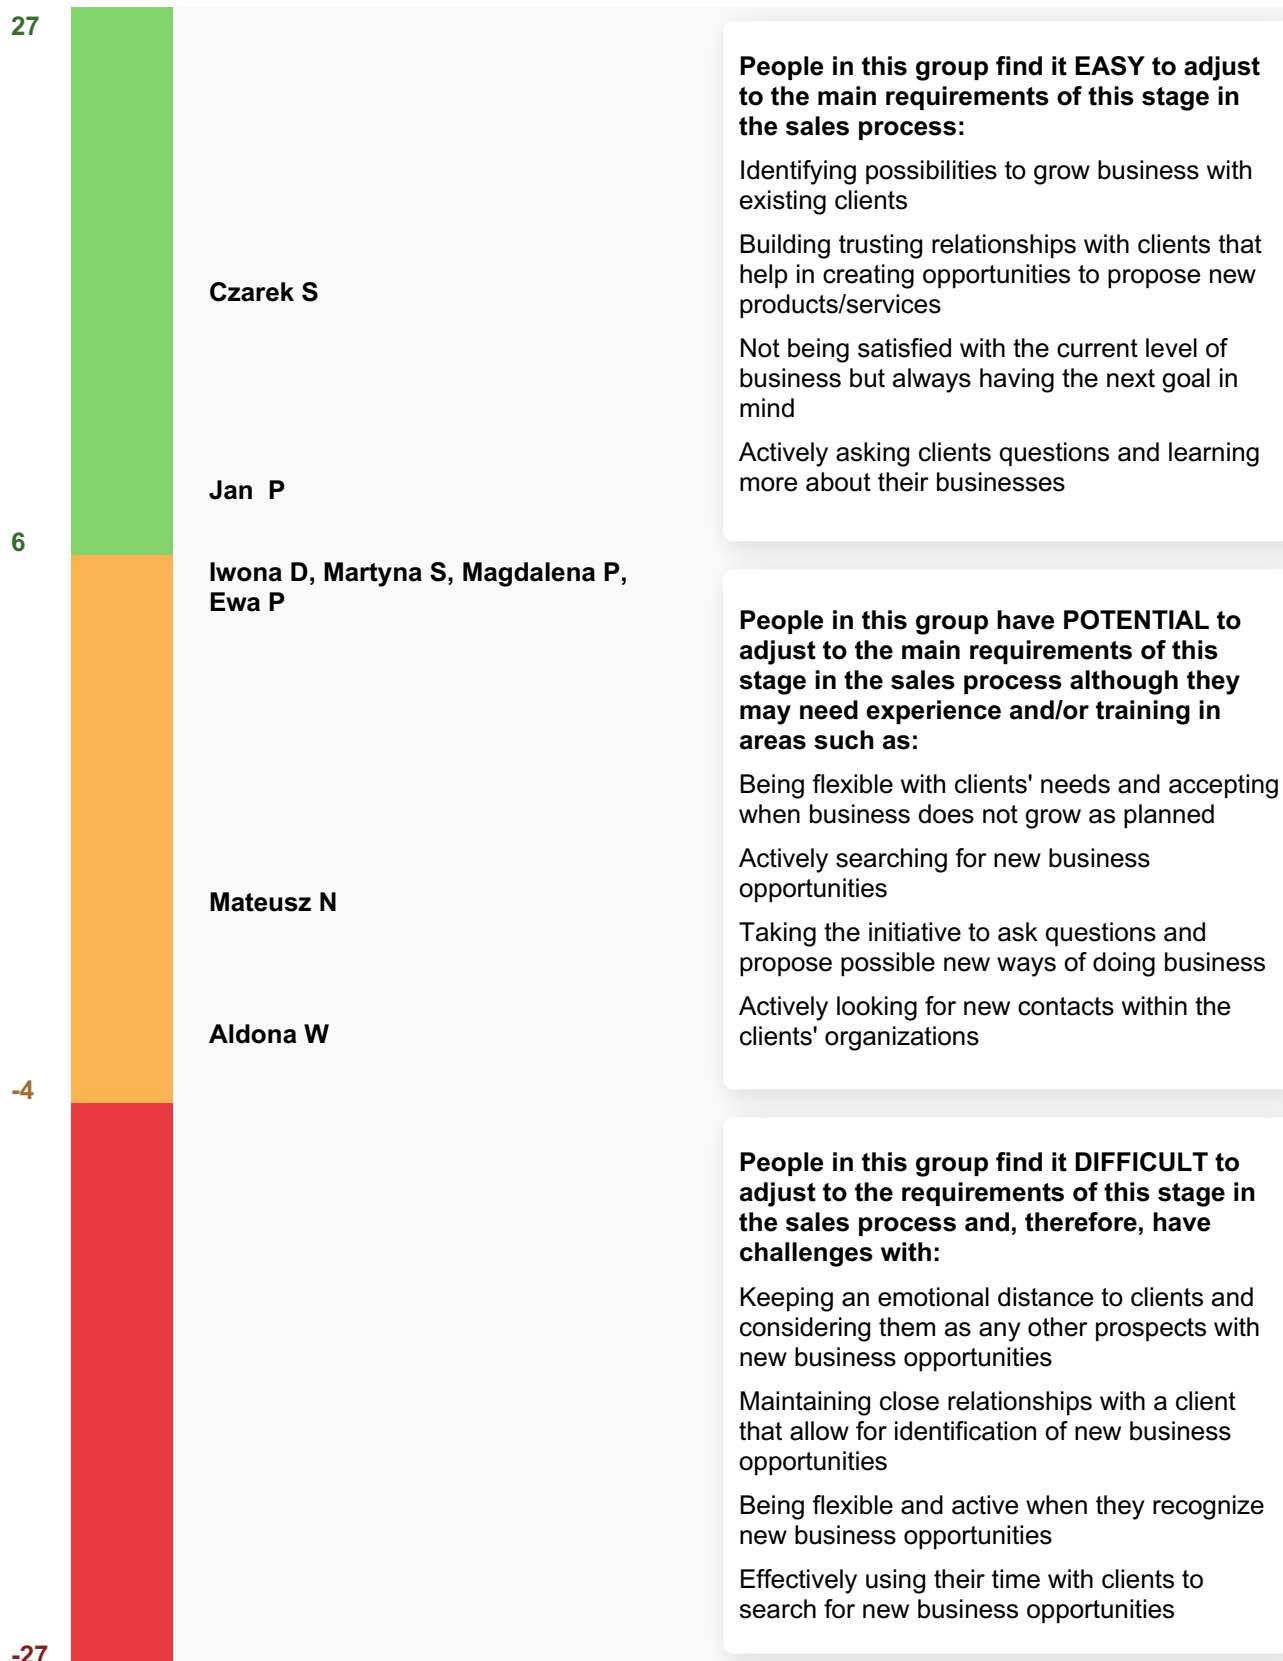 27
People in this group find it EASY to adjust
to the main requirements of this stage in
the sales process:
Identifying possibilities to grow business with
existing clients
Building trusting relationships with clients that
help in creating opportunities to propose new
products/services
Czarek S
Not being satisfied with the current level of
business but always having the next goal in
mind
Actively asking clients questions and learning
more about their businesses
Jan  P
6
Iwona D, Martyna S, Magdalena P,
Ewa P
People in this group have POTENTIAL to
adjust to the main requirements of this
stage in the sales process although they
may need experience and/or training in
areas such as:
Being flexible with clients' needs and accepting
when business does not grow as planned
Actively searching for new business
opportunities
Mateusz N
Taking the initiative to ask questions and
propose possible new ways of doing business
Actively looking for new contacts within the
clients' organizations
Aldona W
-4
People in this group find it DIFFICULT to
adjust to the requirements of this stage in
the sales process and, therefore, have
challenges with:
Keeping an emotional distance to clients and
considering them as any other prospects with
new business opportunities
Maintaining close relationships with a client
that allow for identification of new business
opportunities
Being flexible and active when they recognize
new business opportunities
Effectively using their time with clients to
search for new business opportunities
-27